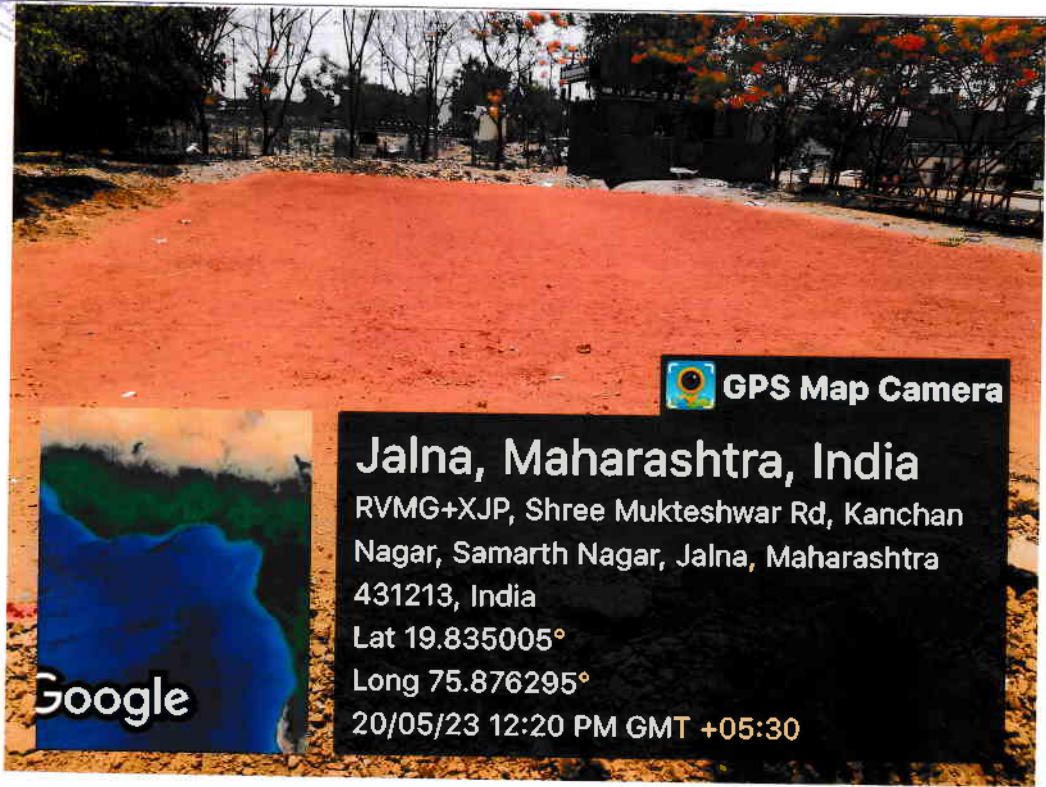 GPS Map Camera
Jalna, Maharashtra, India
RVMG+XJP, Shree Mukteshwar Rd, Kanchan
Nagar, Samarth Nagar, Jalna, Maharashtra
431213, India
Lat 19.835005°
Long 75.876295°
20/05/23 12:20 PM GMT +05:30
Google